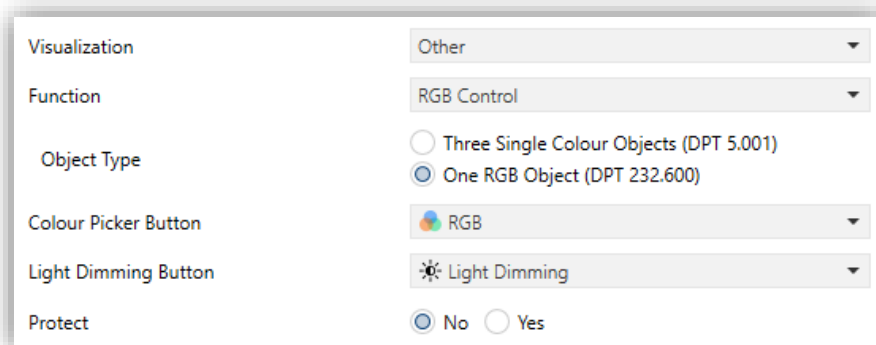 Visualization
Other
Function
RGB Control
Object Type
Three Single Colour Objects (DPT 5.001)
One RGB Object (DPT 232.600)
Colour Picker Button
RGB
Light Dimming Button
Light Dimming
Protect
No Yes